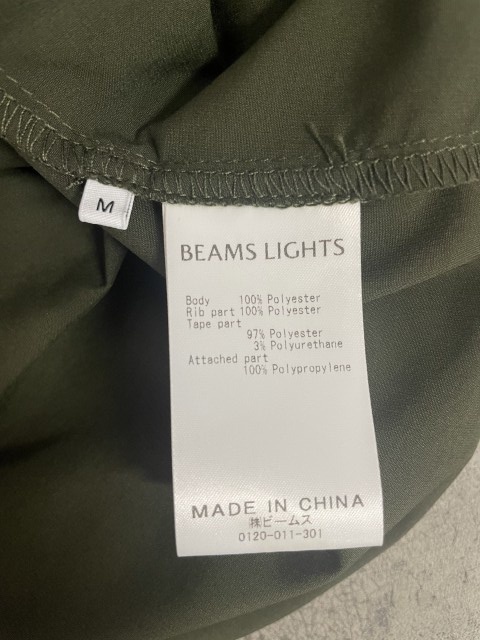 M
BEAMS LIGHTS
Body 100% Polyester
Rib part 100% Polyester
Tape part
97% Polyester
3% Polyurethane
Attached part
100% Polypropylene
MADE IN CHINA
㈱ビームス
0120-011-301